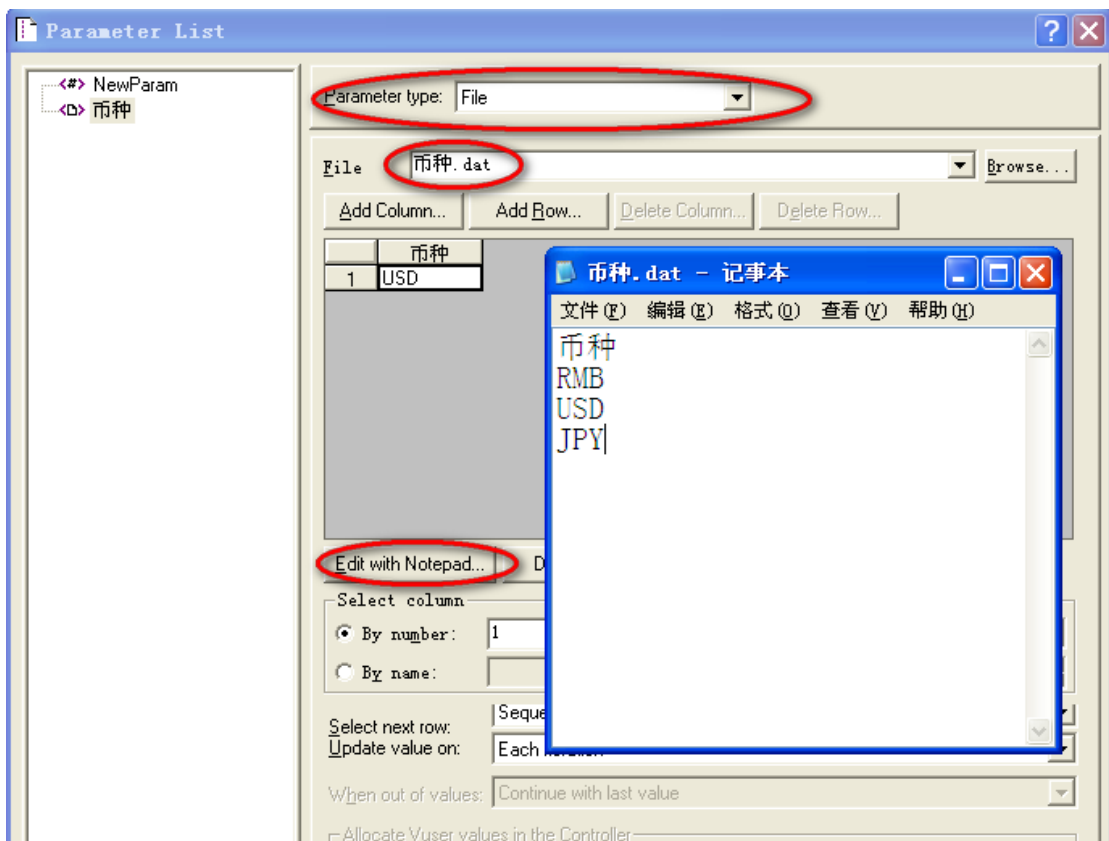 Parameter List
NewParam
币种
Parameter type: File
File 币种.dat Browse...
Add Column... Add Row... Delete Column... Delete Row...
币种
1 USD
币种.dat - 记事本
文件(F) 编辑(E) 格式(O) 查看(V) 帮助(H)
币种
RMB
USD
JPY
Edit with Notepad... D
Select column
By number: 1
By name:
Select next row: Seque
Update value on: Each
When out of values: Continue with last value
Allocate Vuser values in the Controller